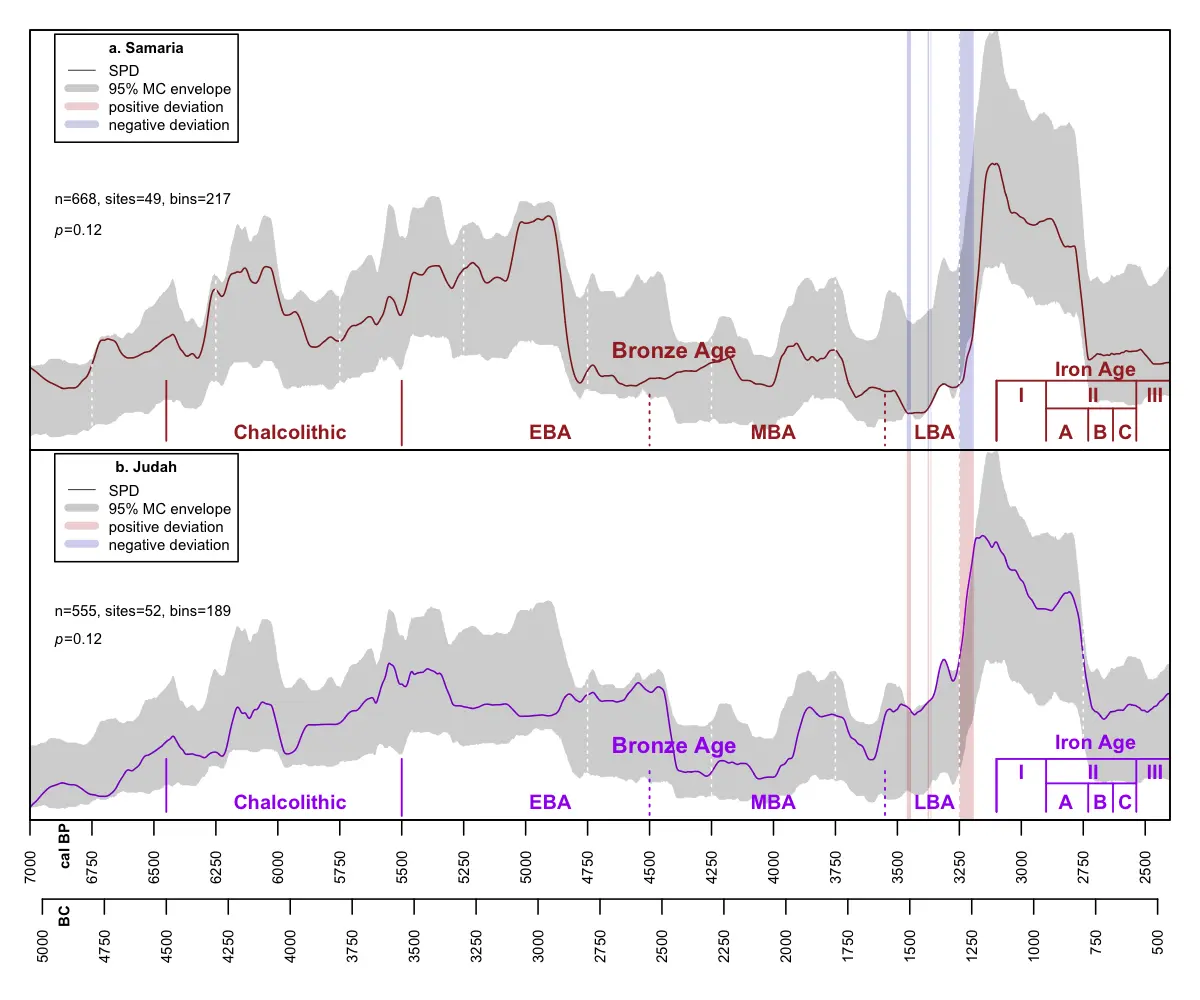 a. Samaria
SPD
95% MC envelope
positive deviation
negative deviation
n=668, sites=49, bins=217
p=0.12
Bronze Age
Iron Age
I II III
Chalcolithic EBA MBA LBA A B C
b. Judah
SPD
95% MC envelope
positive deviation
negative deviation
n=555, sites=52, bins=189
p=0.12
Bronze Age
Iron Age
I II III
Chalcolithic EBA MBA LBA A B C
cal BP
7000 6750 6500 6250 6000 5750 5500 5250 5000 4750 4500 4250 4000 3750 3500 3250 3000 2750 2500
BC
5000 4750 4500 4250 4000 3750 3500 3250 3000 2750 2500 2250 2000 1750 1500 1250 1000 750 500